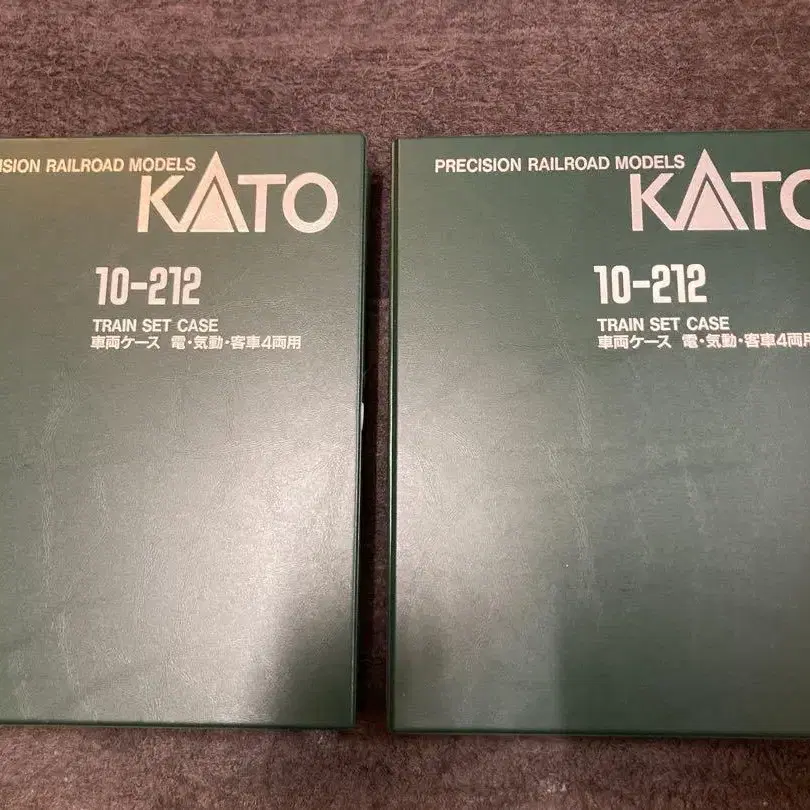 ISION RAILROAD MODELS
KATO
10-212
TRAIN SET CASE
車両ケース 電・気動・客車4両用
PRECISION RAILROAD MODELS
KATO
10-212
TRAIN SET CASE
車両ケース 電・気動・客車4両用